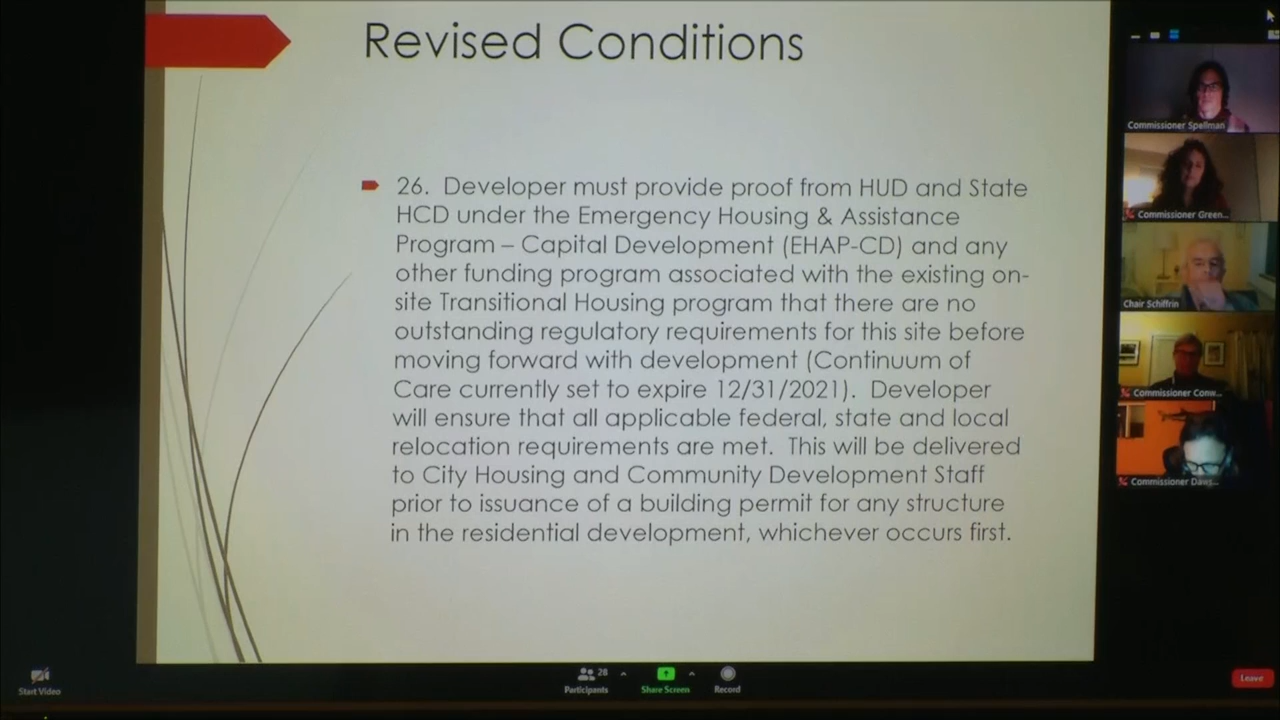 Revised Conditions
26. Developer must provide proof from HUD and State
HCD under the Emergency Housing & Assistance
Program – Capital Development (EHAP-CD) and any
other funding program associated with the existing on-
site Transitional Housing program that there are no
outstanding regulatory requirements for this site before
moving forward with development (Continuum of
Care currently set to expire 12/31/2021). Developer
will ensure that all applicable federal, state and local
relocation requirements are met. This will be delivered
to City Housing and Community Development Staff
prior to issuance of a building permit for any structure
in the residential development, whichever occurs first.
Commissioner Spellman
Commissioner Green...
Chair Schiffrin
Commissioner Conw...
Commissioner Daws...
Start Video
28
Participants
Share Screen
Record
Leave